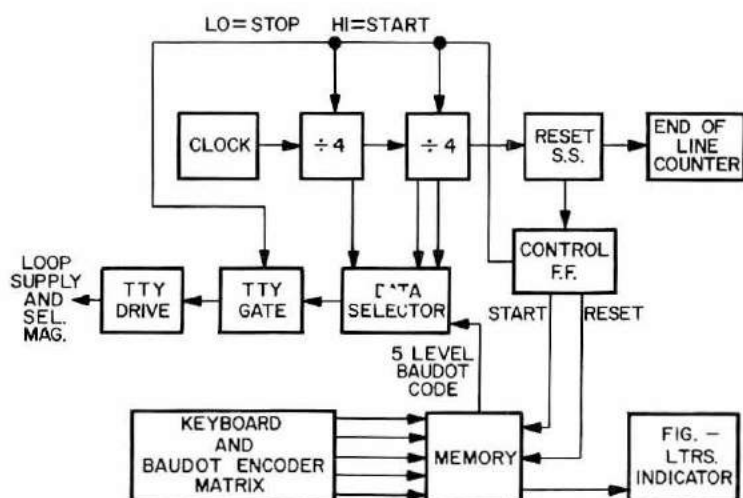 LO=STOP HI=START
CLOCK
÷4
÷4
RESET
S.S.
END OF
LINE
COUNTER
LOOP
SUPPLY
AND
SEL.
MAG.
TTY
DRIVE
TTY
GATE
DATA
SELECTOR
CONTROL
F.F.
START
RESET
5 LEVEL
BAUDOT
CODE
KEYBOARD
AND
BAUDOT ENCODER
MATRIX
MEMORY
FIG. –
LTRS.
INDICATOR